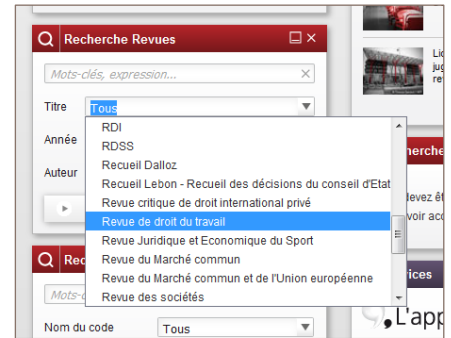 Recherche Revues
Mots-clés, expression...
Titre
Tous
Année
Auteur
RDI
RDSS
Recueil Dalloz
Recueil Lebon - Recueil des décisions du conseil d'Etat
Revue critique de droit international privé
Revue de droit du travail
Revue Juridique et Economique du Sport
Revue du Marché commun
Revue du Marché commun et de l'Union européenne
Revue des sociétés
Nom du code
Tous
L'app